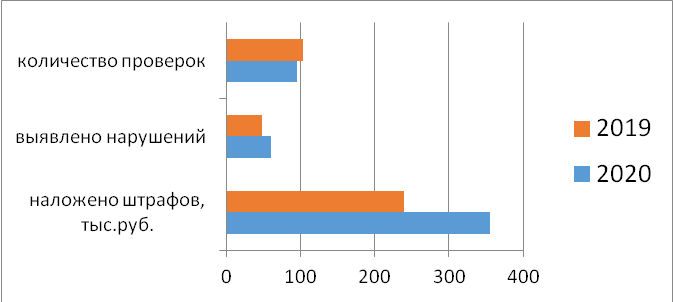 количество проверок
выявлено нарушений
наложено штрафов,
тыс.руб.
0 100 200 300 400
2019
2020